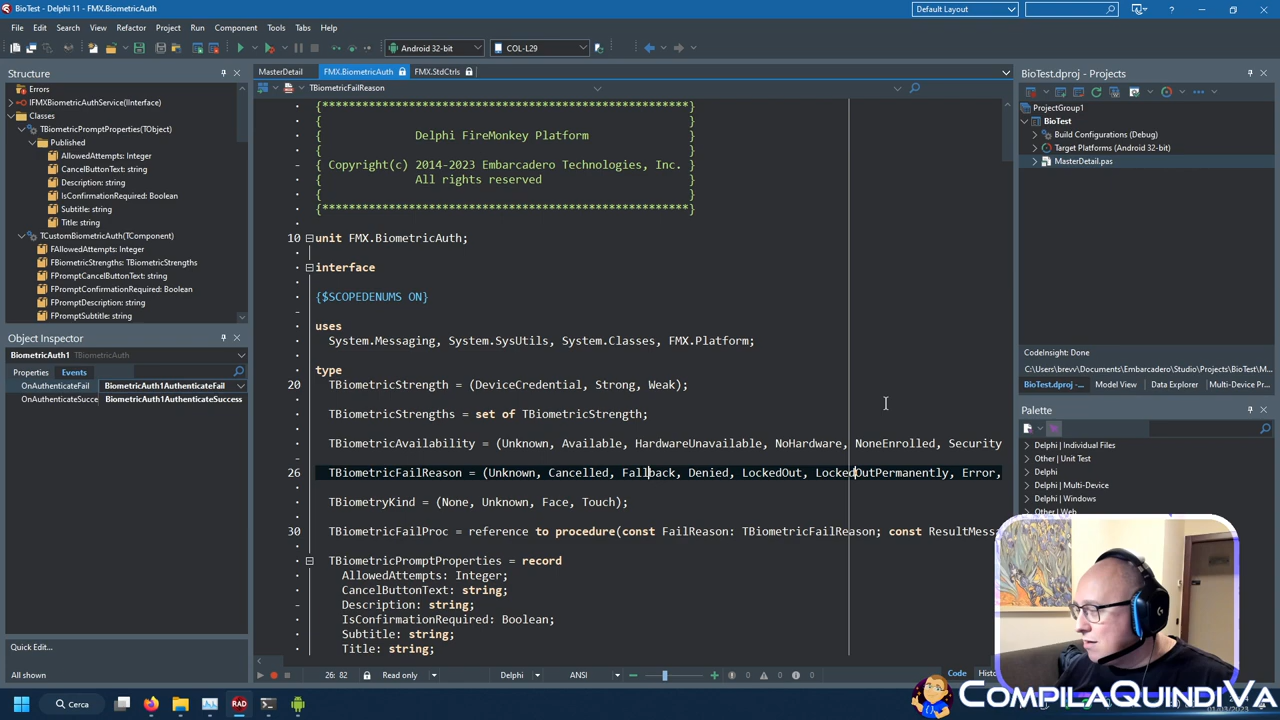 BioTest - Delphi 11 - FMX.BiometricAuth
Default Layout
File Edit Search View Refactor Project Run Embarcadero Component Tools Tabs Help
Android 32-bit
COL-L29
Structure
MasterDetail
FMX.BiometricAuth
FMX.StdCtrls
BioTest.dproj - Projects
TBiometricFailReason
Errors
IFMXBiometricAuthService(Interface)
Classes
TBiometricPromptProperties(TObject)
Published
AllowedAttempts: Integer
CancelButtonText: string
Description: string
IsConfirmationRequired: Boolean
Subtitle: string
Title: string
TCustomBiometricAuth(TComponent)
FAllowedAttempts: Integer
FBiometricStrengths: TBiometricStrengths
FPromptCancelButtonText: string
FPromptConfirmationRequired: Boolean
FPromptDescription: string
FPromptSubtitle: string
Object Inspector
BiometricAuth1 TBiometricAuth
Properties Events
OnAuthenticateFail BiometricAuth1AuthenticateFail
OnAuthenticateSucce BiometricAuth1AuthenticateSuccess
Quick Edit...
All shown
{*******************************************************}
{ }
{ Delphi FireMonkey Platform }
{ }
{ Copyright(c) 2014-2023 Embarcadero Technologies, Inc. }
{ All rights reserved }
{ }
{*******************************************************}
10 unit FMX.BiometricAuth;
interface
{$SCOPEDENUMS ON}
uses
System.Messaging, System.SysUtils, System.Classes, FMX.Platform;
type
20 TBiometricStrength = (DeviceCredential, Strong, Weak);
TBiometricStrengths = set of TBiometricStrength;
TBiometricAvailability = (Unknown, Available, HardwareUnavailable, NoHardware, NoneEnrolled, Security
26 TBiometricFailReason = (Unknown, Cancelled, Fallback, Denied, LockedOut, LockedOutPermanently, Error,
TBiometryKind = (None, Unknown, Face, Touch);
30 TBiometricFailProc = reference to procedure(const FailReason: TBiometricFailReason; const ResultMess
TBiometricPromptProperties = record
AllowedAttempts: Integer;
CancelButtonText: string;
Description: string;
IsConfirmationRequired: Boolean;
Subtitle: string;
Title: string;
26: 82
Read only
Delphi
ANSI
0 0 0
Code
Hist
ProjectGroup1
BioTest
Build Configurations (Debug)
Target Platforms (Android 32-bit)
MasterDetail.pas
CodeInsight: Done
C:\Users\brevv\Documents\Embarcadero\Studio\Projects\BioTest\M
BioTest.dproj -... Model View Data Explorer Multi-Device Pr...
Palette
Delphi | Individual Files
Other | Unit Test
Delphi
Delphi | Multi-Device
Delphi | Windows
Other | Web
Cerca
RAD
CompilaQuindiVa